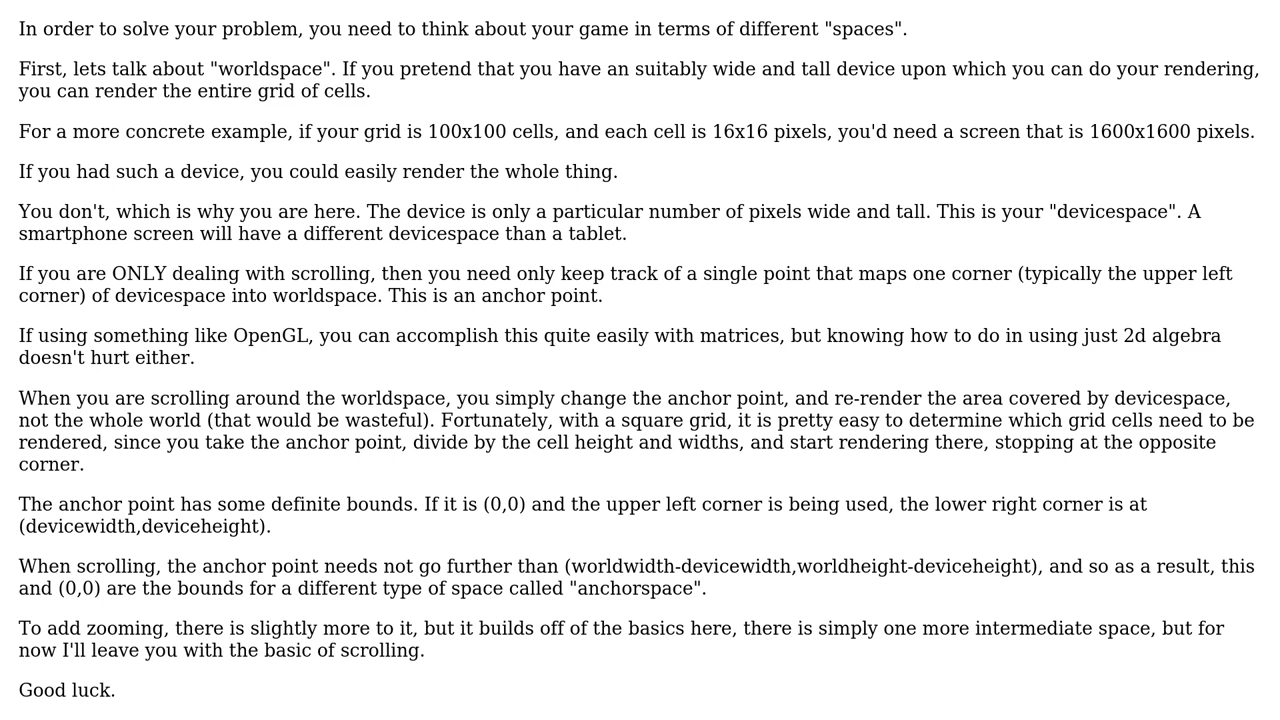 In order to solve your problem, you need to think about your game in terms of different "spaces".
First, lets talk about "worldspace". If you pretend that you have an suitably wide and tall device upon which you can do your rendering,
you can render the entire grid of cells.
For a more concrete example, if your grid is 100x100 cells, and each cell is 16x16 pixels, you'd need a screen that is 1600x1600 pixels.
If you had such a device, you could easily render the whole thing.
You don't, which is why you are here. The device is only a particular number of pixels wide and tall. This is your "devicespace". A
smartphone screen will have a different devicespace than a tablet.
If you are ONLY dealing with scrolling, then you need only keep track of a single point that maps one corner (typically the upper left
corner) of devicespace into worldspace. This is an anchor point.
If using something like OpenGL, you can accomplish this quite easily with matrices, but knowing how to do in using just 2d algebra
doesn't hurt either.
When you are scrolling around the worldspace, you simply change the anchor point, and re-render the area covered by devicespace,
not the whole world (that would be wasteful). Fortunately, with a square grid, it is pretty easy to determine which grid cells need to be
rendered, since you take the anchor point, divide by the cell height and widths, and start rendering there, stopping at the opposite
corner.
The anchor point has some definite bounds. If it is (0,0) and the upper left corner is being used, the lower right corner is at
(devicewidth,deviceheight).
When scrolling, the anchor point needs not go further than (worldwidth-devicewidth,worldheight-deviceheight), and so as a result, this
and (0,0) are the bounds for a different type of space called "anchorspace".
To add zooming, there is slightly more to it, but it builds off of the basics here, there is simply one more intermediate space, but for
now I'll leave you with the basic of scrolling.
Good luck.